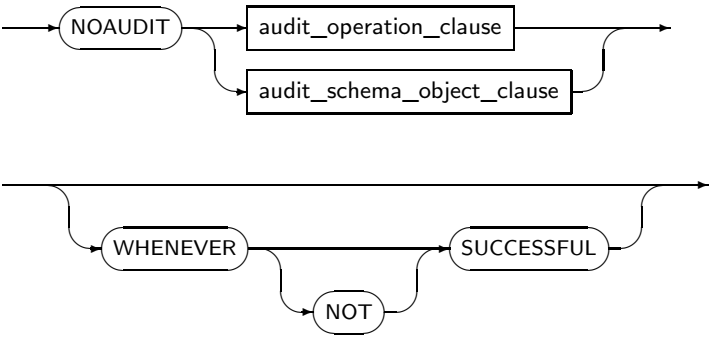 NOAUDIT audit_operation_clause
audit_schema_object_clause
WHENEVER SUCCESSFUL
NOT